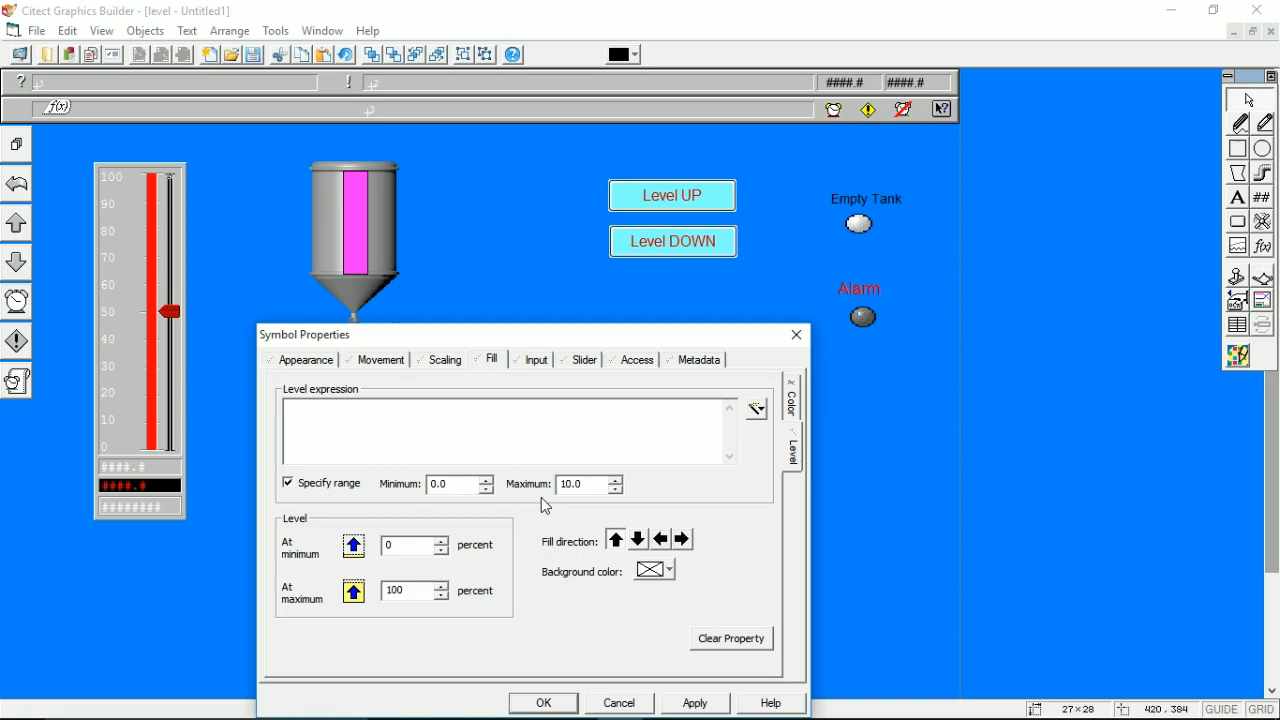 Citect Graphics Builder - [level - Untitled1]
File Edit View Objects Text Arrange Tools Window Help
? +1 ! +2 ####.# ####.#
f(x) +3
100
90
80
70
60
50
40
30
20
10
0
####.#
####.#
########
Level UP
Level DOWN
Empty Tank
Alarm
A ##
f(x)
Symbol Properties
Appearance Movement Scaling Fill Input Slider Access Metadata
Level expression
Color
Level
Specify range Minimum: 0.0 Maximum: 10.0
Level
At minimum 0 percent
At maximum 100 percent
Fill direction:
Background color:
Clear Property
OK Cancel Apply Help
27×28 420 , 384 GUIDE GRID